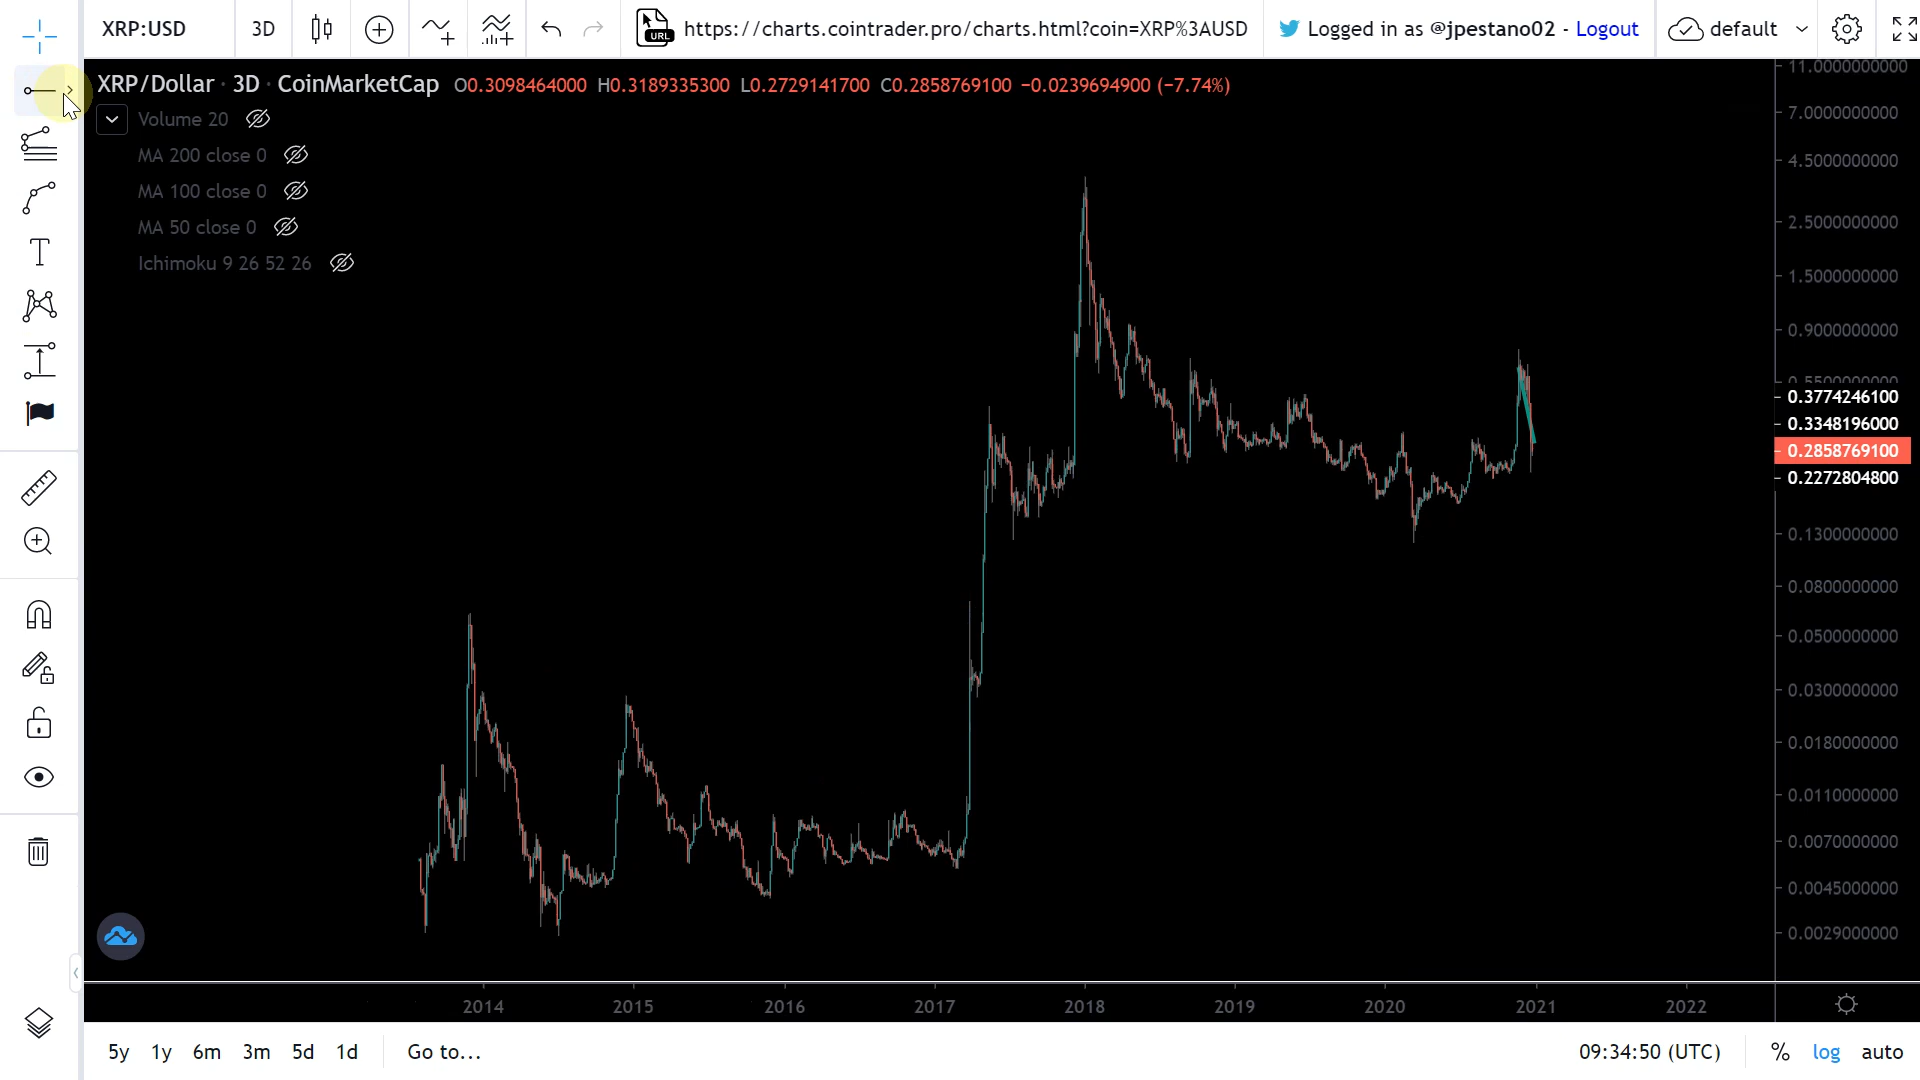 XRP:USD 3D URL https://charts.cointrader.pro/charts.html?coin=XRP%3AUSD Logged in as @jpestano02 - Logout default
XRP/Dollar · 3D · CoinMarketCap O0.3098464000 H0.3189335300 L0.2729141700 C0.2858769100 −0.0239694900 (−7.74%)
Volume 20
MA 200 close 0
MA 100 close 0
MA 50 close 0
Ichimoku 9 26 52 26
T
11.0000000000
7.0000000000
4.5000000000
2.5000000000
1.5000000000
0.9000000000
0.5500000000
0.3774246100
0.3348196000
0.2858769100
0.2272804800
0.1300000000
0.0800000000
0.0500000000
0.0300000000
0.0180000000
0.0110000000
0.0070000000
0.0045000000
0.0029000000
2014 2015 2016 2017 2018 2019 2020 2021 2022
5y 1y 6m 3m 5d 1d Go to... 09:34:50 (UTC) % log auto